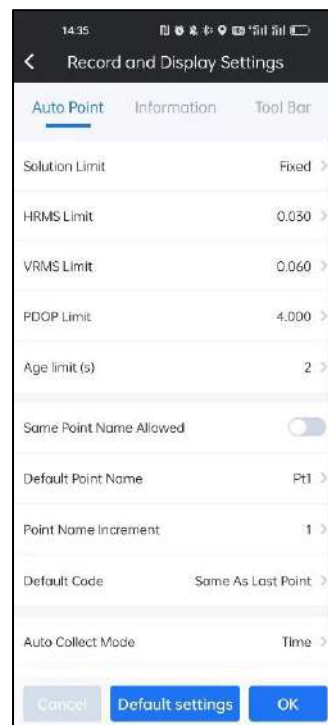 14:35
Record and Display Settings
Auto Point Information Tool Bar
Solution Limit Fixed
HRMS Limit 0.030
VRMS Limit 0.060
PDOP Limit 4.000
Age limit (s) 2
Same Point Name Allowed
Default Point Name Pt1
Point Name Increment 1
Default Code Same As Last Point
Auto Collect Mode Time
Cancel Default settings OK